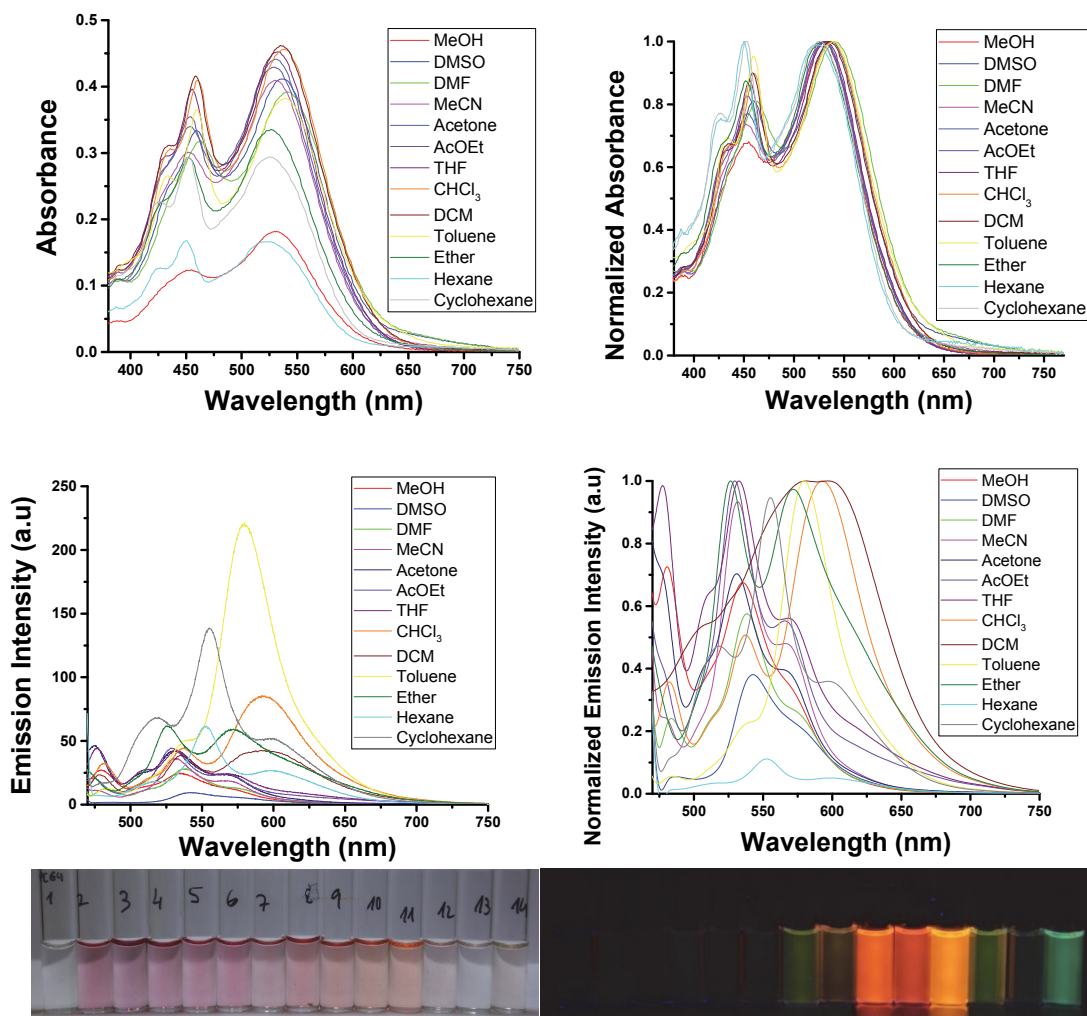 0.5
0.4
0.3
0.2
0.1
0.0
Absorbance
400 450 500 550 600 650 700 750
Wavelength (nm)
MeOH
DMSO
DMF
MeCN
Acetone
AcOEt
THF
CHCl3
DCM
Toluene
Ether
Hexane
Cyclohexane
1.0
0.8
0.6
0.4
0.2
0.0
Normalized Absorbance
400 450 500 550 600 650 700 750
Wavelength (nm)
MeOH
DMSO
DMF
MeCN
Acetone
AcOEt
THF
CHCl3
DCM
Toluene
Ether
Hexane
Cyclohexane
250
200
150
100
50
0
Emission Intensity (a.u)
500 550 600 650 700 750
Wavelength (nm)
MeOH
DMSO
DMF
MeCN
Acetone
AcOEt
THF
CHCl3
DCM
Toluene
Ether
Hexane
Cyclohexane
1.0
0.8
0.6
0.4
0.2
0.0
Normalized Emission Intensity (a.u)
500 550 600 650 700 750
Wavelength (nm)
MeOH
DMSO
DMF
MeCN
Acetone
AcOEt
THF
CHCl3
DCM
Toluene
Ether
Hexane
Cyclohexane
1 2 3 4 5 6 7 8 9 10 11 12 13 14